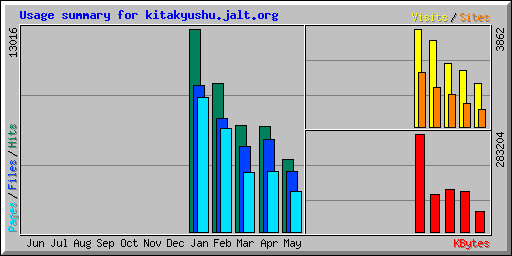 Usage summary for kitakyushu.jalt.org
Visits/Sites
13016
3862
Pages/Files/Hits
283204
Jun Jul Aug Sep Oct Nov Dec Jan Feb Mar Apr May
KBytes